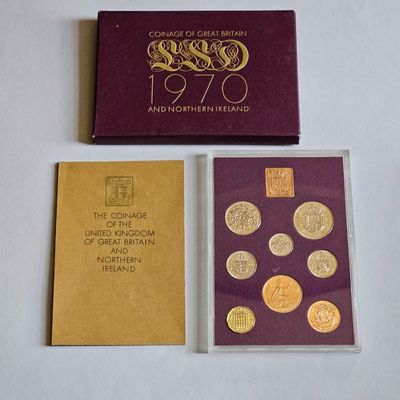 COINAGE OF GREAT BRITAIN
LSD
1970
AND NORTHERN IRELAND
THE COINAGE
OF THE
UNITED KINGDOM
OF GREAT BRITAIN
AND
NORTHERN
IRELAND